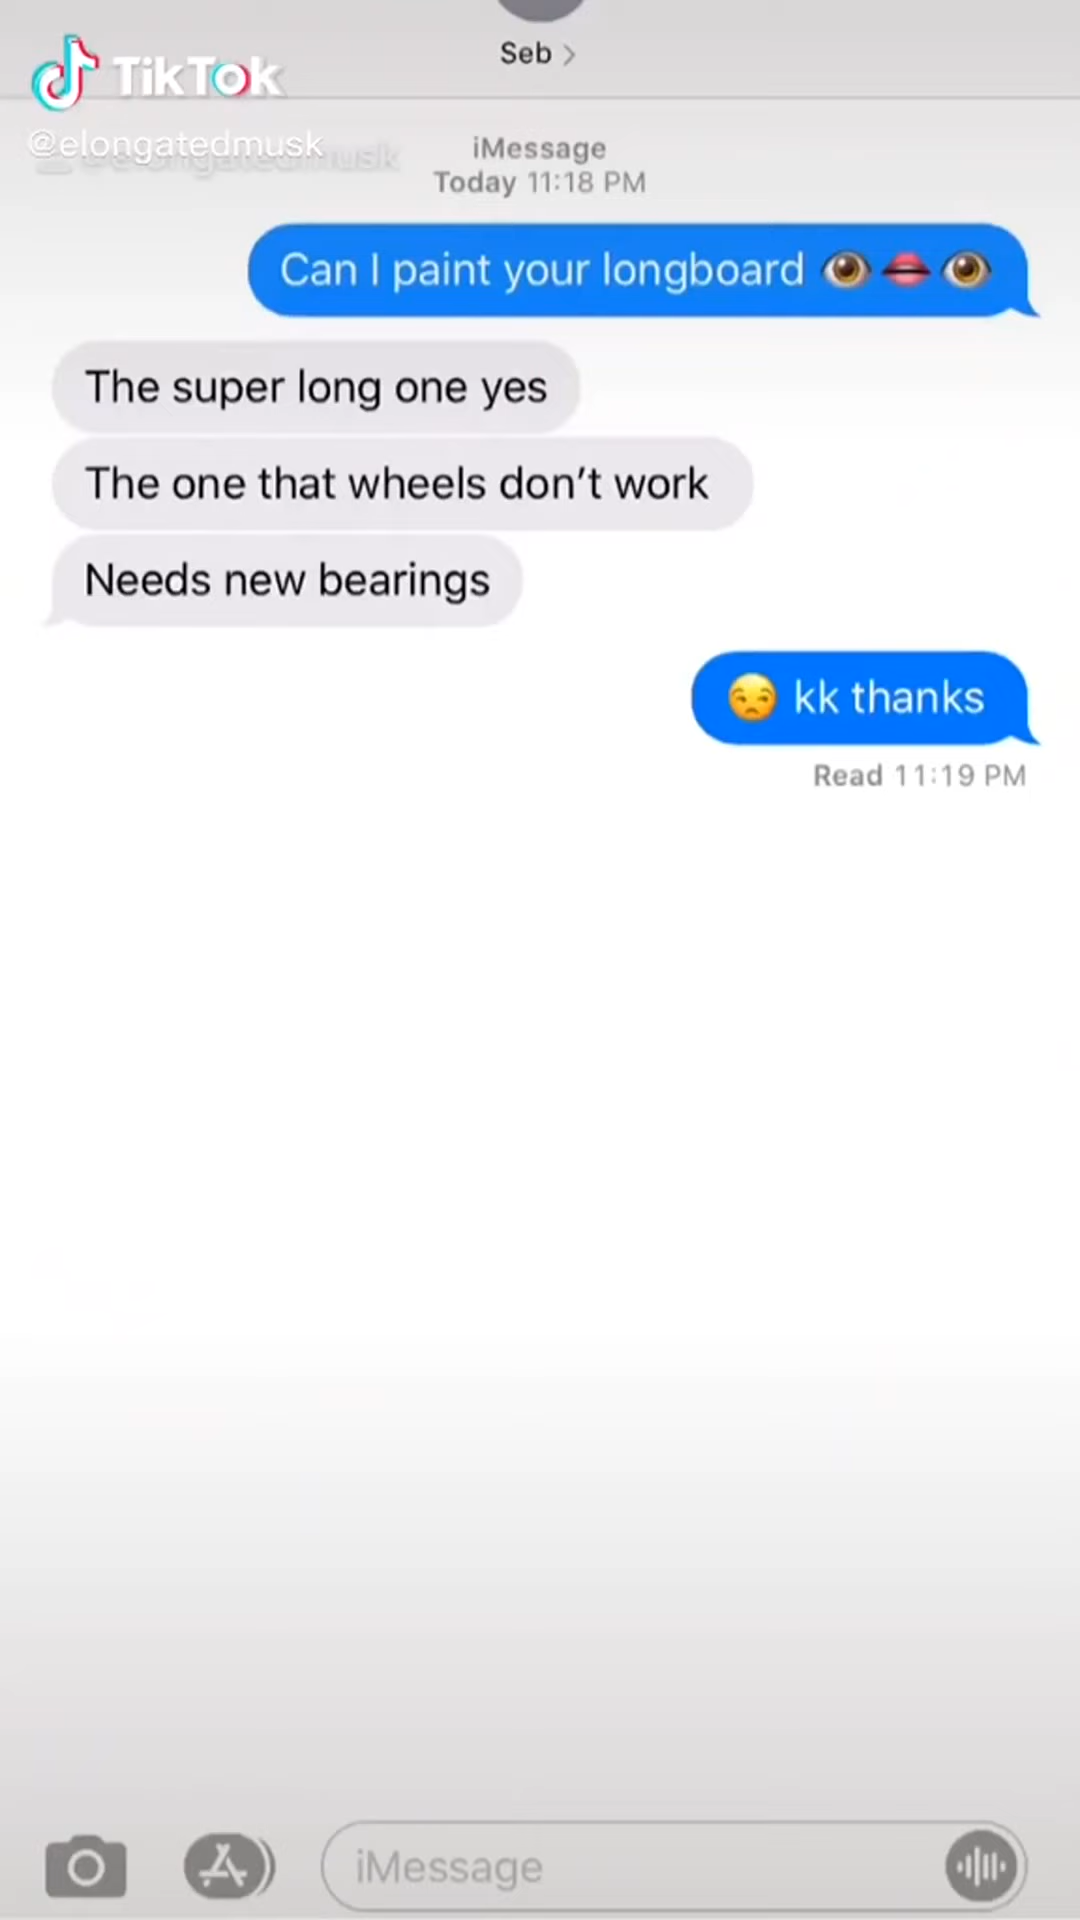 Seb
TikTok
@elongatedmusk
iMessage
Today 11:18 PM
Can I paint your longboard 👁👄👁
The super long one yes
The one that wheels don’t work
Needs new bearings
😒 kk thanks
Read 11:19 PM
iMessage